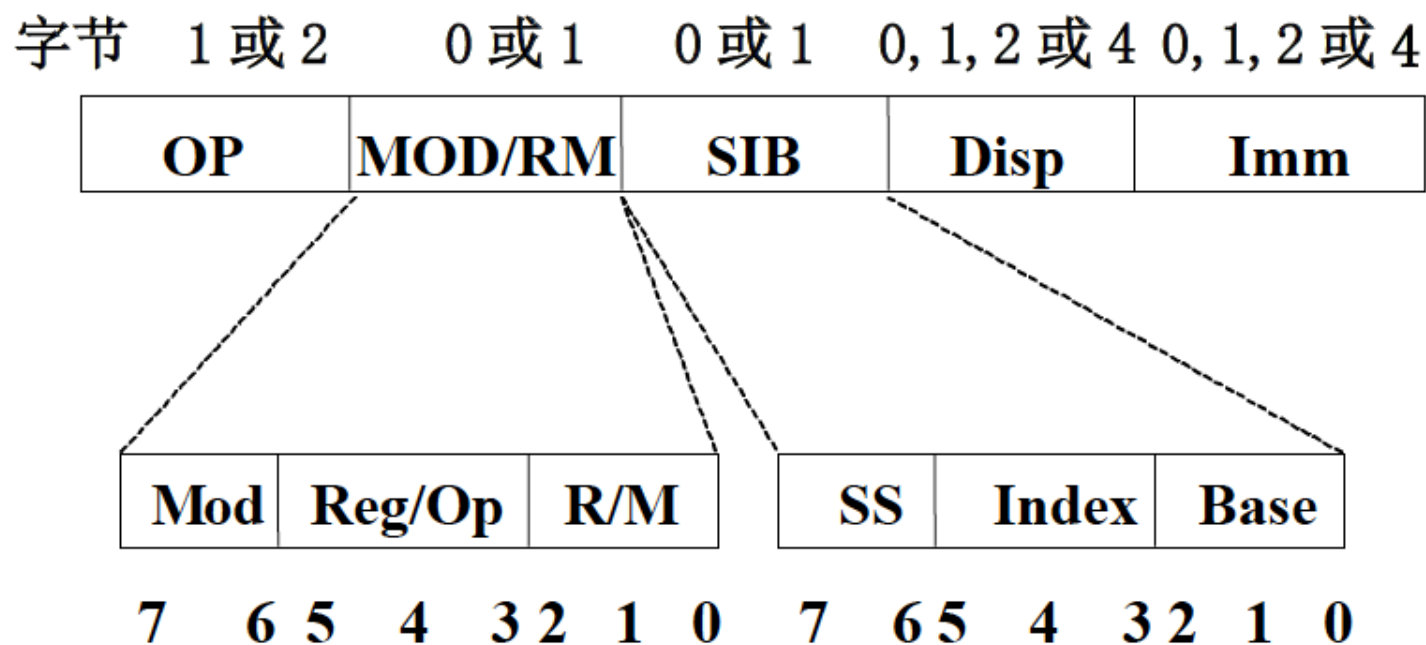 字节 1或2 0或1 0或1 0,1,2或4 0,1,2或4
OP MOD/RM SIB Disp Imm
Mod Reg/Op R/M SS Index Base
7 6 5 4 3 2 1 0 7 6 5 4 3 2 1 0